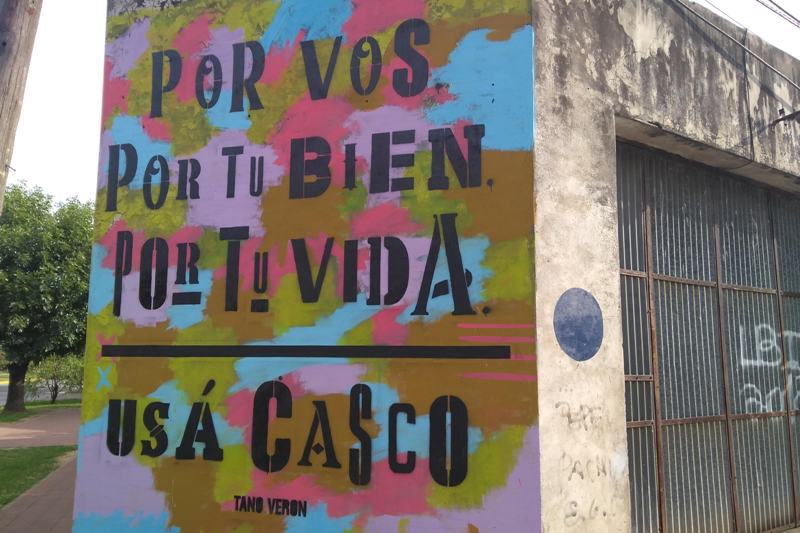 POR VOS
POR TU BIEN.
POR TU VIDA.
USÁ CASCO
TANO VERON